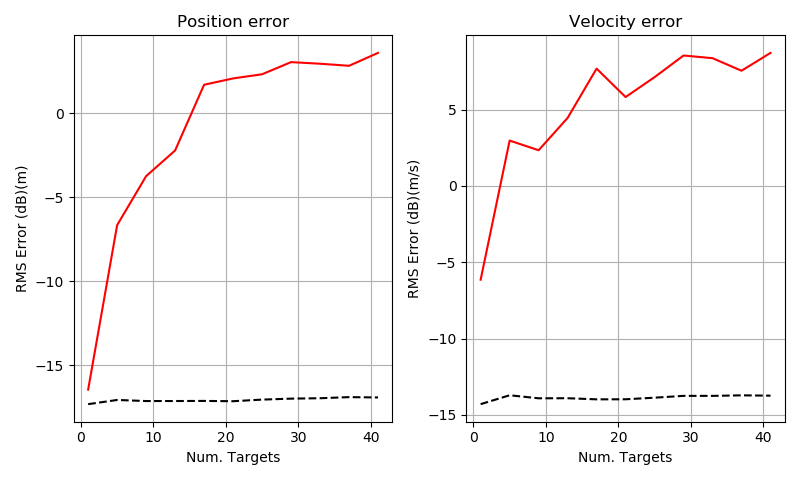 Position error
RMS Error (dB)(m)
0
−5
−10
−15
0 10 20 30 40
Num. Targets
Velocity error
RMS Error (dB)(m/s)
5
0
−5
−10
−15
0 10 20 30 40
Num. Targets